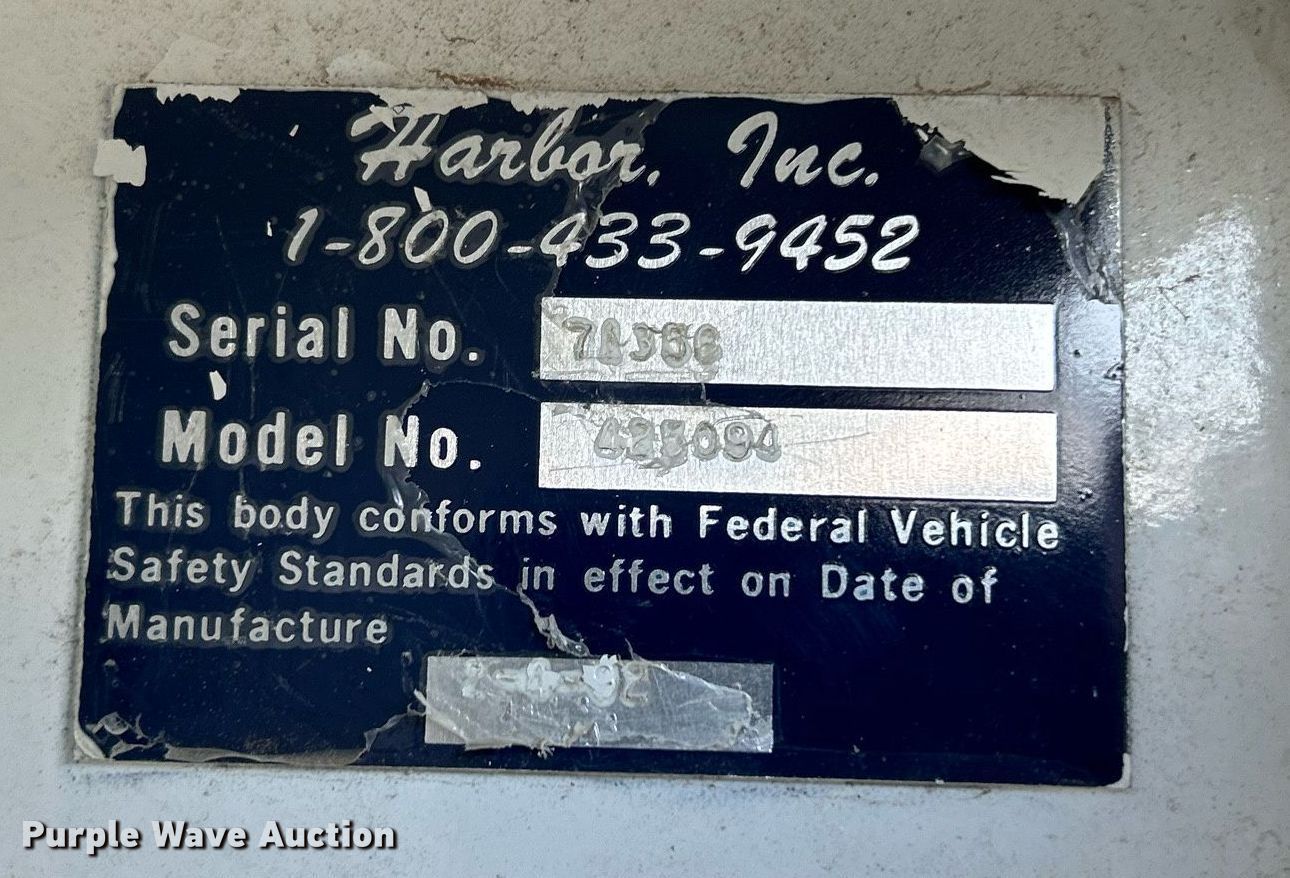 Harbor, Inc.
1-800-433-9452
Serial No.
Model No.
This body conforms with Federal Vehicle
Safety Standards in effect on Date of
Manufacture
Purple Wave Auction